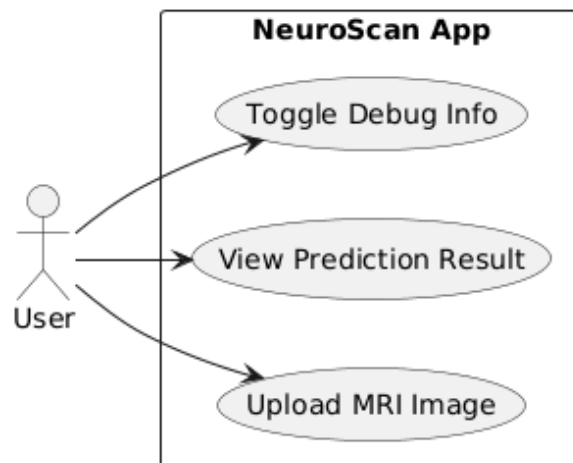 NeuroScan App
Toggle Debug Info
View Prediction Result
User
Upload MRI Image